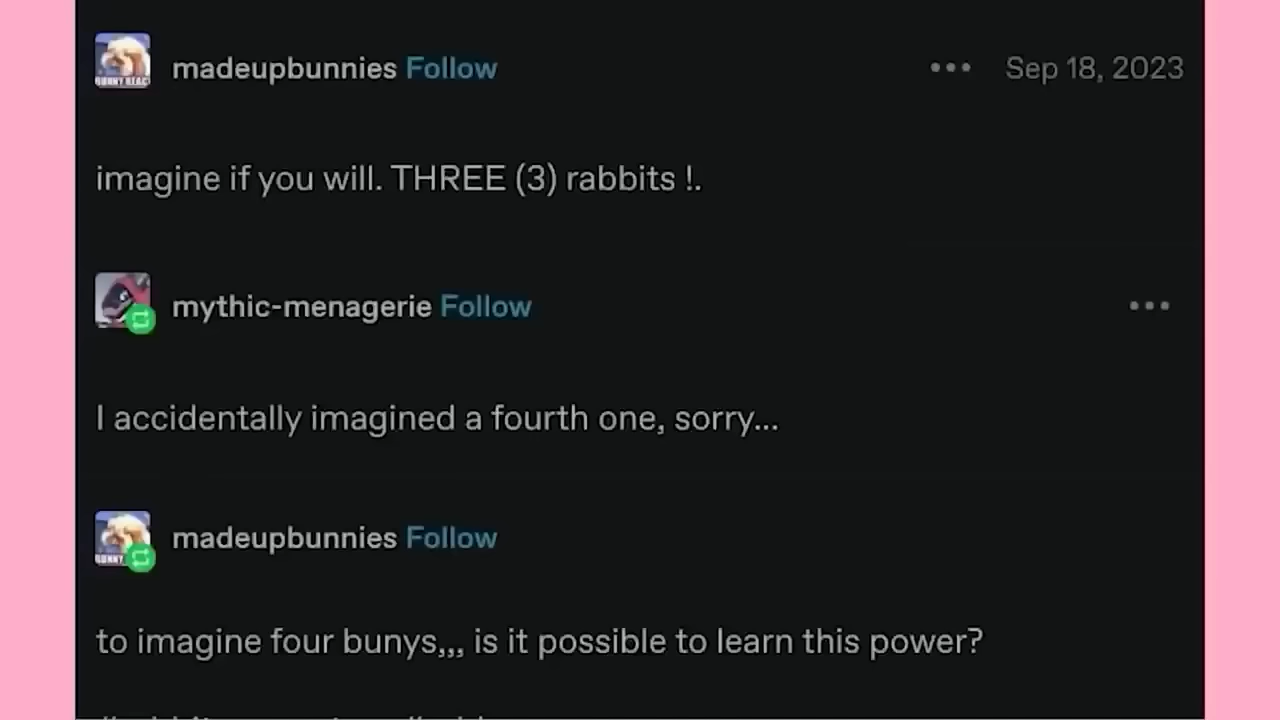 madeupbunnies Follow
Sep 18, 2023
imagine if you will. THREE (3) rabbits !.
mythic-menagerie Follow
I accidentally imagined a fourth one, sorry...
madeupbunnies Follow
to imagine four bunys,,, is it possible to learn this power?